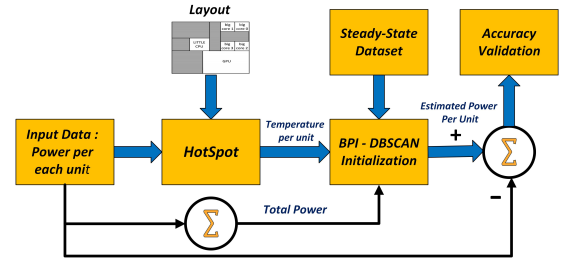 Layout
big core 1
big core 0
LITTLE CPU
big core 3
big core 2
GPU
Steady-State
Dataset
Accuracy
Validation
Input Data :
Power per
each unit
HotSpot
Temperature
per unit
BPI - DBSCAN
Initialization
Estimated Power
Per Unit
+
Σ
−
Σ
Total Power